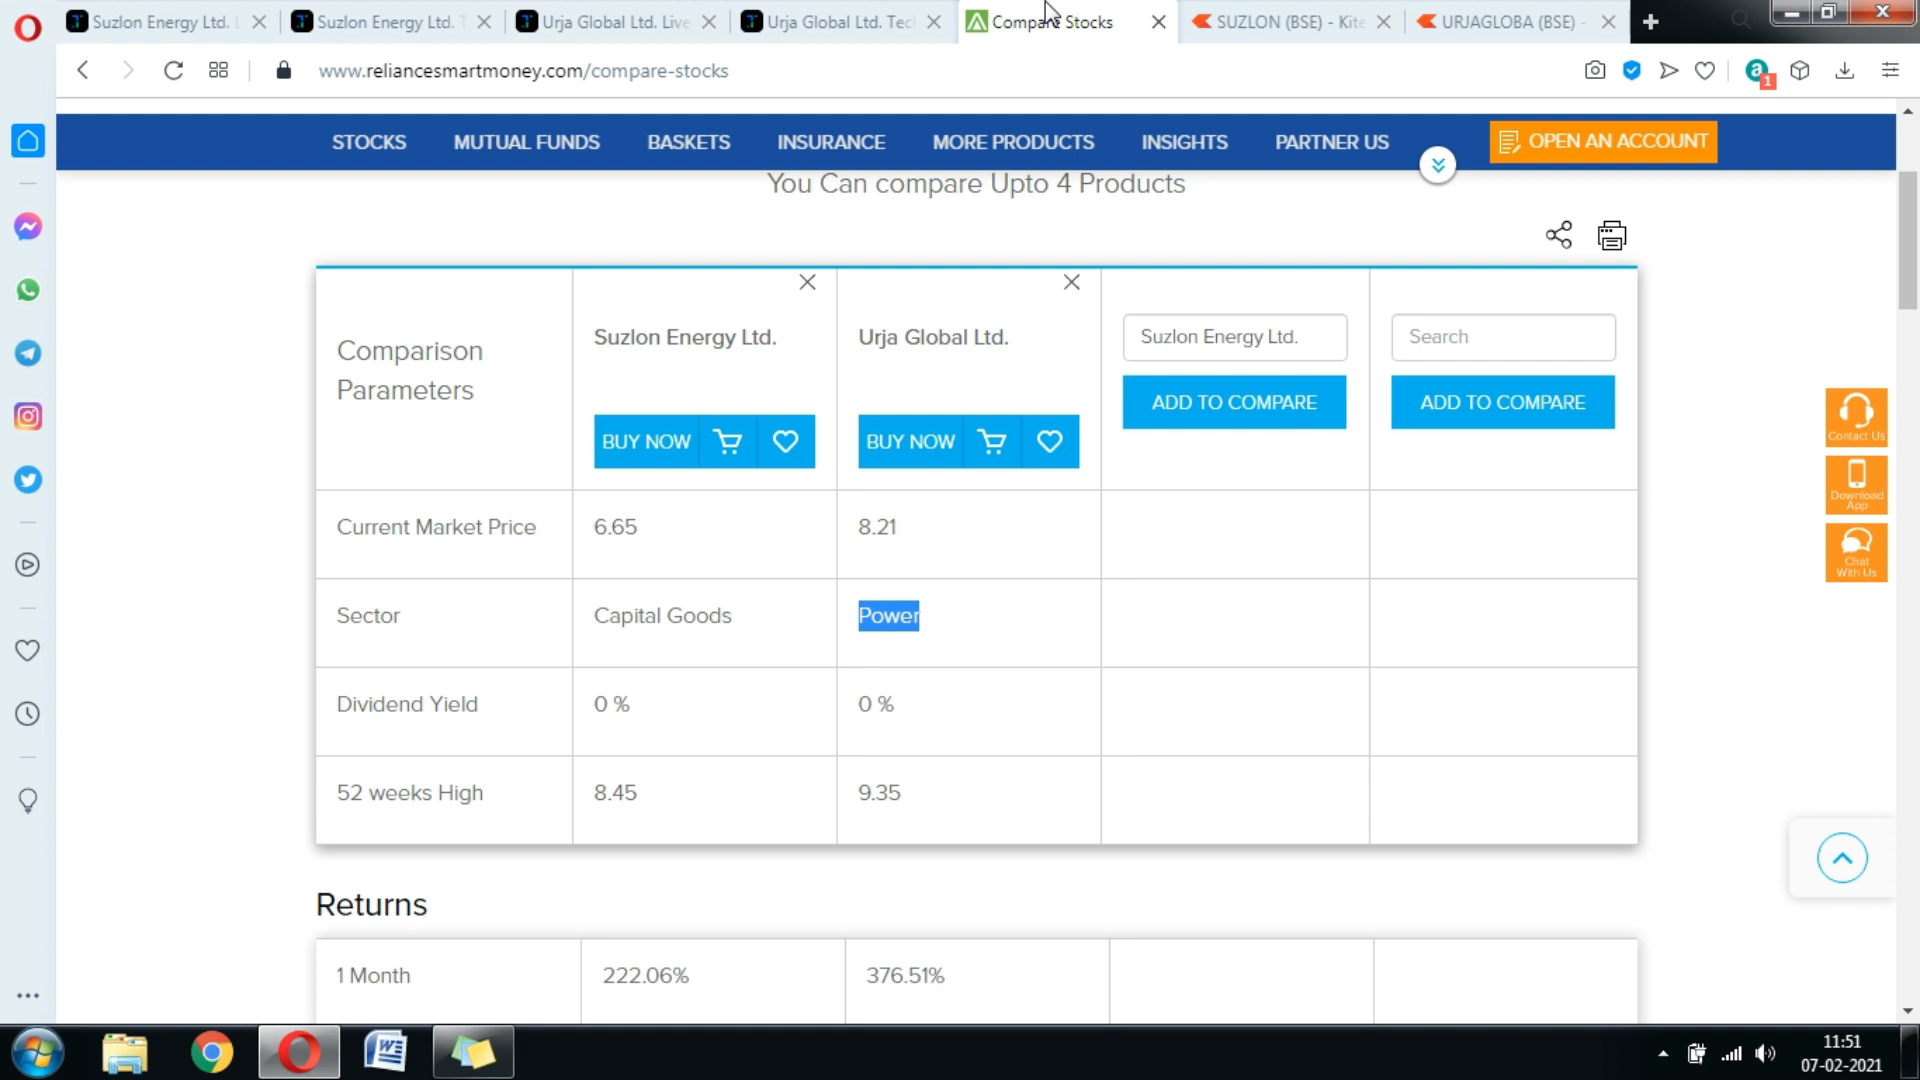 Suzlon Energy Ltd. L
Suzlon Energy Ltd. T
Urja Global Ltd. Live
Urja Global Ltd. Tec
Compare Stocks
SUZLON (BSE) - Kite
URJAGLOBA (BSE) -
www.reliancesmartmoney.com/compare-stocks
a
1
STOCKS
MUTUAL FUNDS
BASKETS
INSURANCE
MORE PRODUCTS
INSIGHTS
PARTNER US
OPEN AN ACCOUNT
You Can compare Upto 4 Products
Comparison
Parameters
Suzlon Energy Ltd.
Urja Global Ltd.
Suzlon Energy Ltd.
Search
BUY NOW
BUY NOW
ADD TO COMPARE
ADD TO COMPARE
Current Market Price
6.65
8.21
Sector
Capital Goods
Power
Dividend Yield
0 %
0 %
52 weeks High
8.45
9.35
Contact Us
Download
App
Chat
With Us
Returns
1 Month
222.06%
376.51%
11:51
07-02-2021